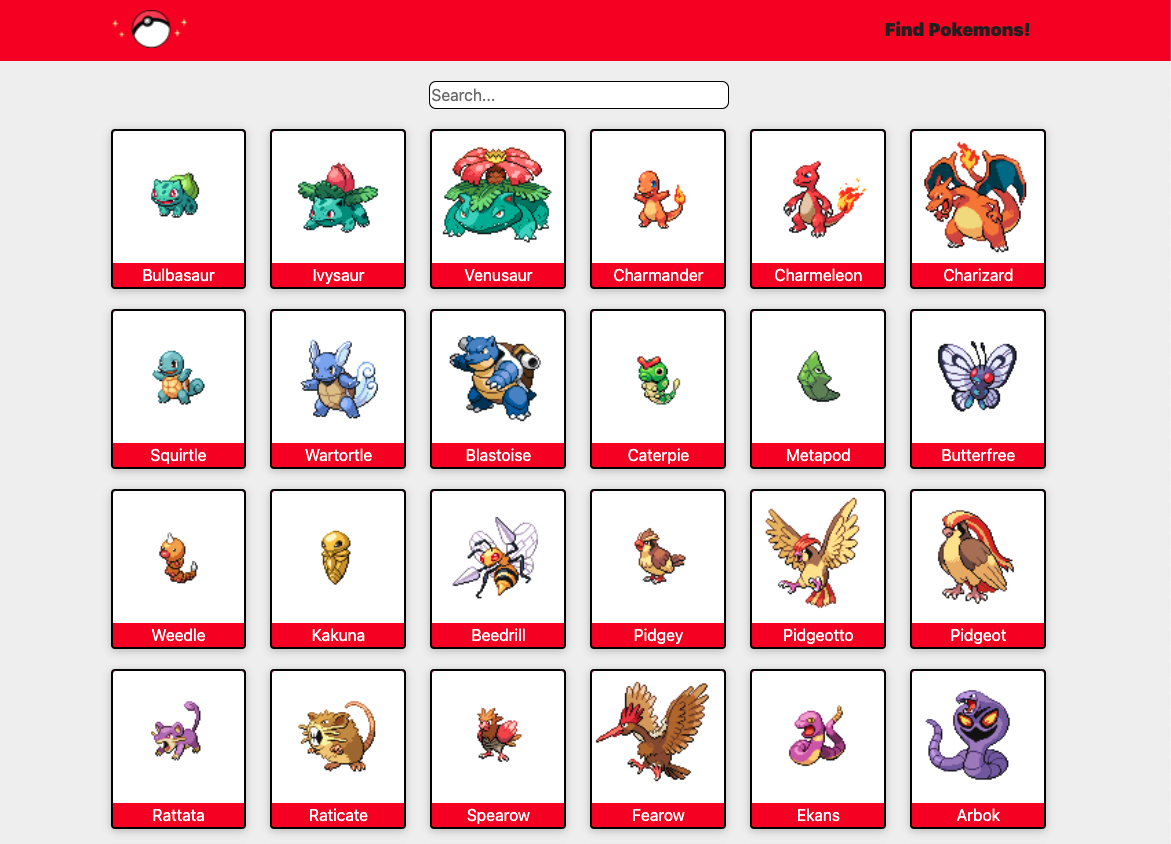 Find Pokemons!
Search...
Bulbasaur
Ivysaur
Venusaur
Charmander
Charmeleon
Charizard
Squirtle
Wartortle
Blastoise
Caterpie
Metapod
Butterfree
Weedle
Kakuna
Beedrill
Pidgey
Pidgeotto
Pidgeot
Rattata
Raticate
Spearow
Fearow
Ekans
Arbok